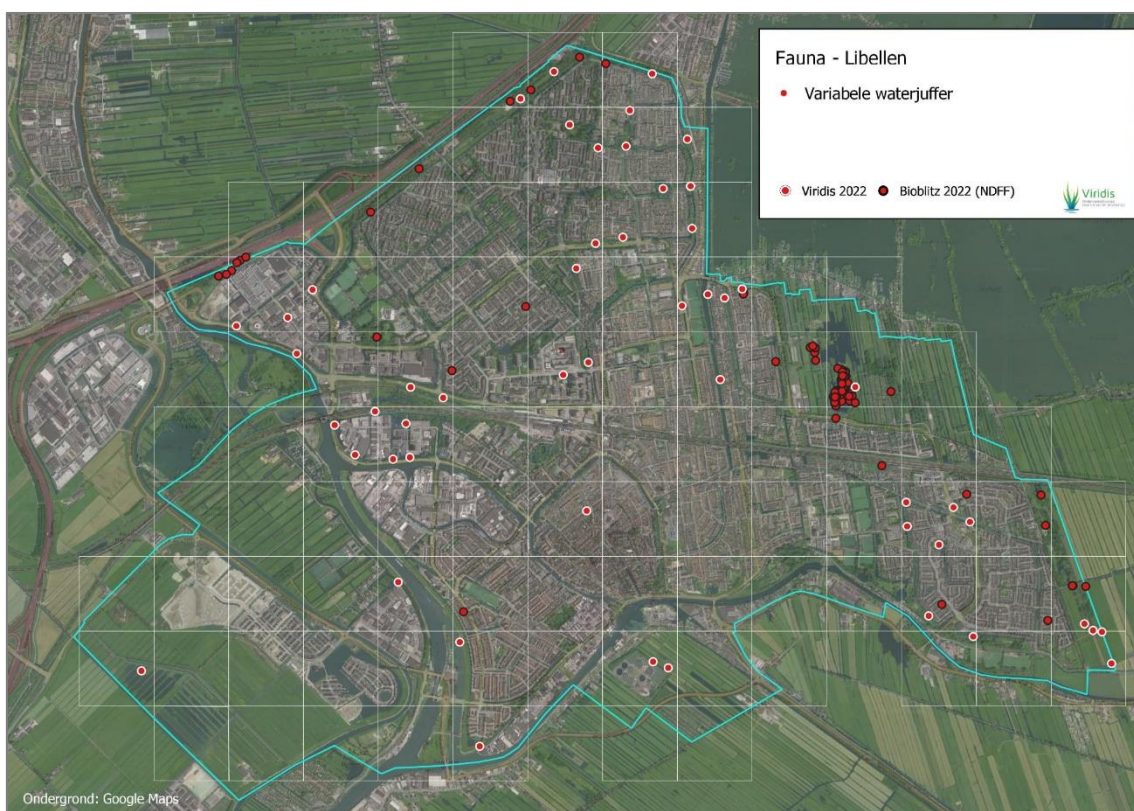 Fauna - Libellen
Variabele waterjuffer
Viridis 2022
Bioblitz 2022 (NDFF)
Viridis
Ondergrond: Google Maps